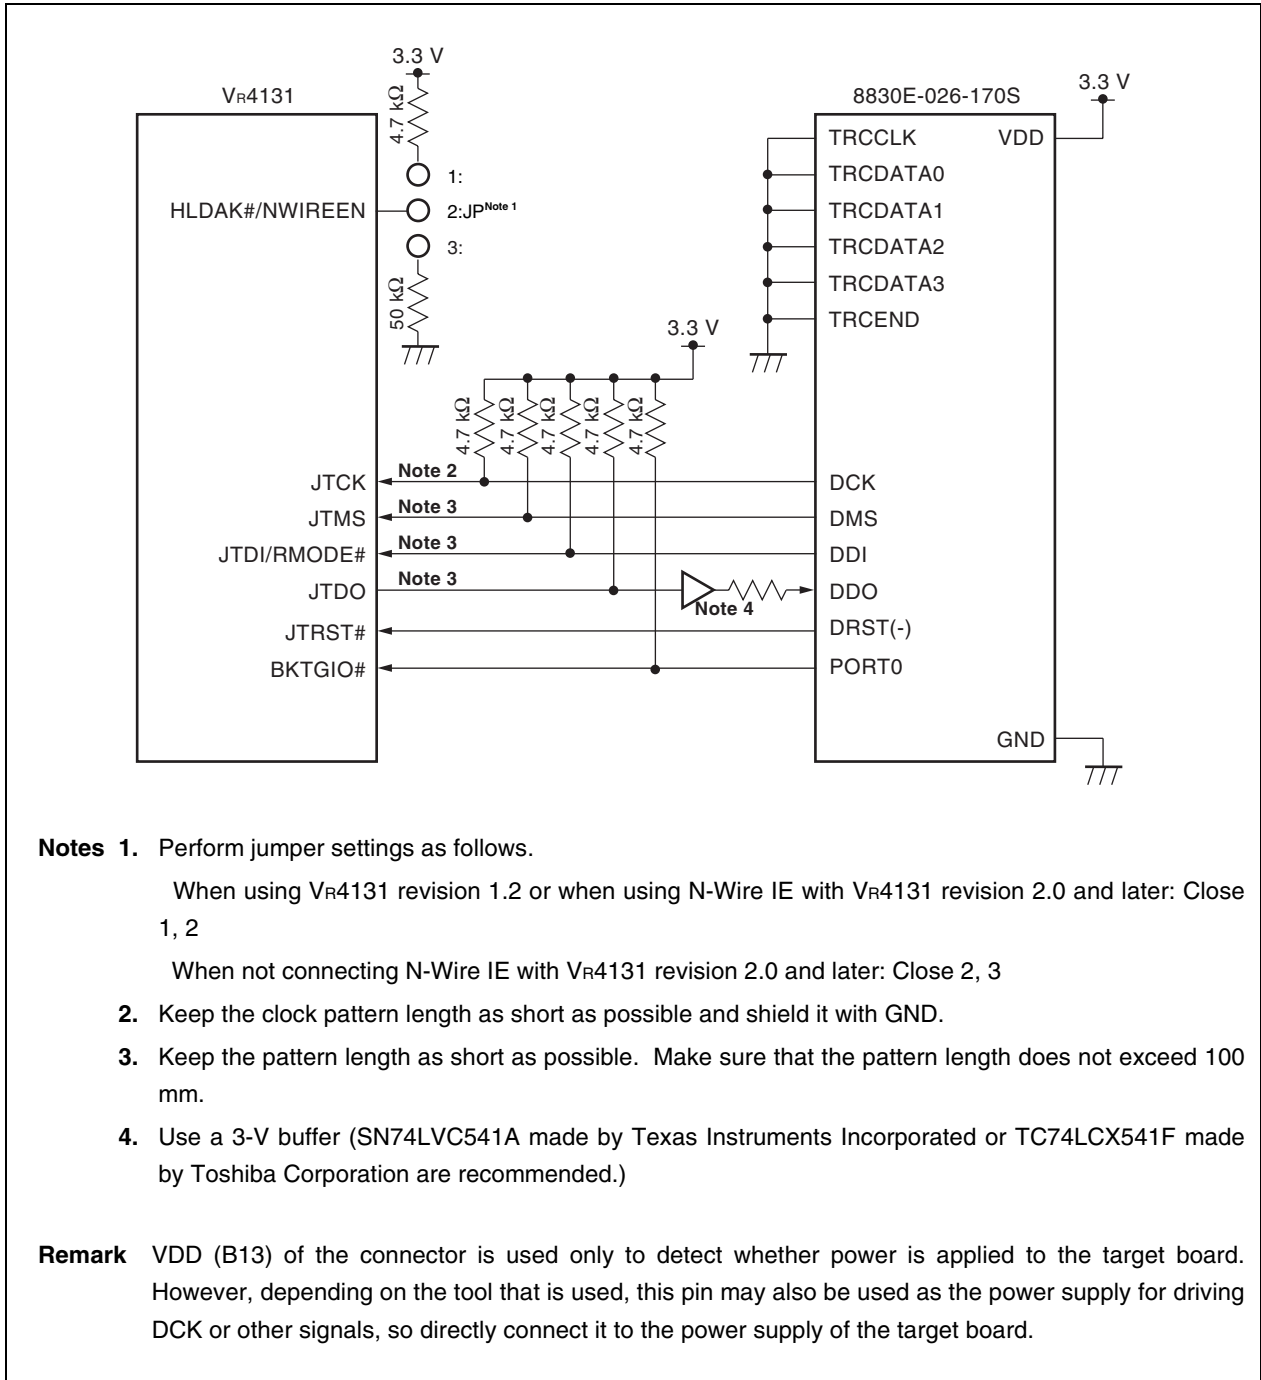 3.3 V
4.7 kΩ
VR4131
1:
HLDAK#/NWIREEN
2:JP Note 1
3:
50 kΩ
8830E-026-170S
3.3 V
TRCCLK
VDD
TRCDATA0
TRCDATA1
TRCDATA2
TRCDATA3
TRCEND
3.3 V
4.7 kΩ
4.7 kΩ
4.7 kΩ
4.7 kΩ
4.7 kΩ
JTCK
Note 2
DCK
JTMS
Note 3
DMS
JTDI/RMODE#
Note 3
DDI
JTDO
Note 3
Note 4
DDO
JTRST#
DRST(-)
BKTGIO#
PORT0
GND
Notes 1. Perform jumper settings as follows.
When using VR4131 revision 1.2 or when using N-Wire IE with VR4131 revision 2.0 and later: Close
1, 2
When not connecting N-Wire IE with VR4131 revision 2.0 and later: Close 2, 3
2. Keep the clock pattern length as short as possible and shield it with GND.
3. Keep the pattern length as short as possible. Make sure that the pattern length does not exceed 100
mm.
4. Use a 3-V buffer (SN74LVC541A made by Texas Instruments Incorporated or TC74LCX541F made
by Toshiba Corporation are recommended.)
Remark VDD (B13) of the connector is used only to detect whether power is applied to the target board.
However, depending on the tool that is used, this pin may also be used as the power supply for driving
DCK or other signals, so directly connect it to the power supply of the target board.